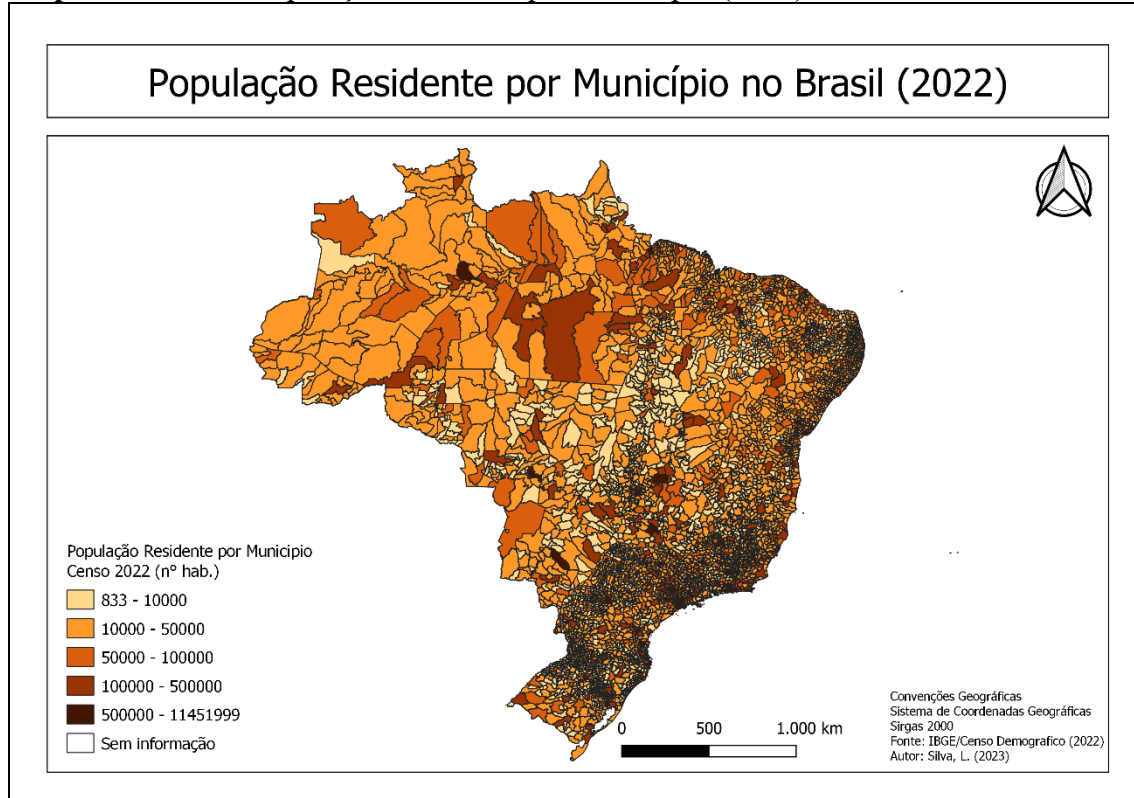 População Residente por Município no Brasil (2022)
População Residente por Municipio
Censo 2022 (n° hab.)
833 - 10000
10000 - 50000
50000 - 100000
100000 - 500000
500000 - 11451999
Sem informação
0 500 1.000 km
Convenções Geográficas
Sistema de Coordenadas Geográficas
Sirgas 2000
Fonte: IBGE/Censo Demografico (2022)
Autor: Silva, L. (2023)